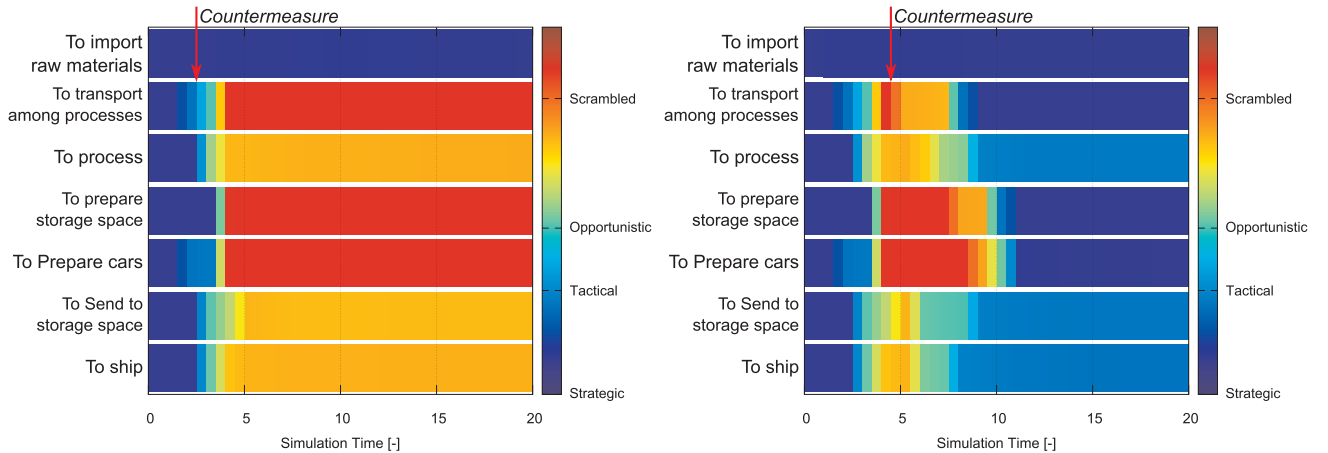 Countermeasure
To import
raw materials
To transport
among processes
To process
To prepare
storage space
To Prepare cars
To Send to
storage space
To ship
0 5 10 15 20
Simulation Time [-]
Scrambled
Opportunistic
Tactical
Strategic
Countermeasure
To import
raw materials
To transport
among processes
To process
To prepare
storage space
To Prepare cars
To Send to
storage space
To ship
0 5 10 15 20
Simulation Time [-]
Scrambled
Opportunistic
Tactical
Strategic